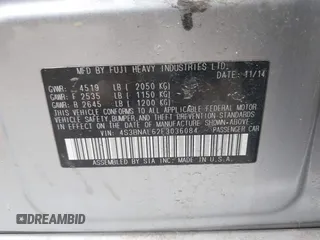 MFD BY FUJI HEAVY INDUSTRIES LTD.
DATE:11/14
GVWR: 4519 LB ( 2050 KG)
GAWR: F 2535 LB ( 1150 KG)
GAWR: R 2645 LB ( 1200 KG)
THIS VEHICLE CONFORMS TO ALL APPLICABLE FEDERAL MOTOR
VEHICLE SAFETY, BUMPER, AND THEFT PREVENTION STANDARDS
IN EFFECT ON THE DATE OF MANUFACTURE SHOWN ABOVE.
VIN: 4S3BNAL62F3036084 PASSENGER CAR
ASSEMBLED BY SIA INC. MADE IN U.S.A.
@DREAMBID
DREAMBID.COM